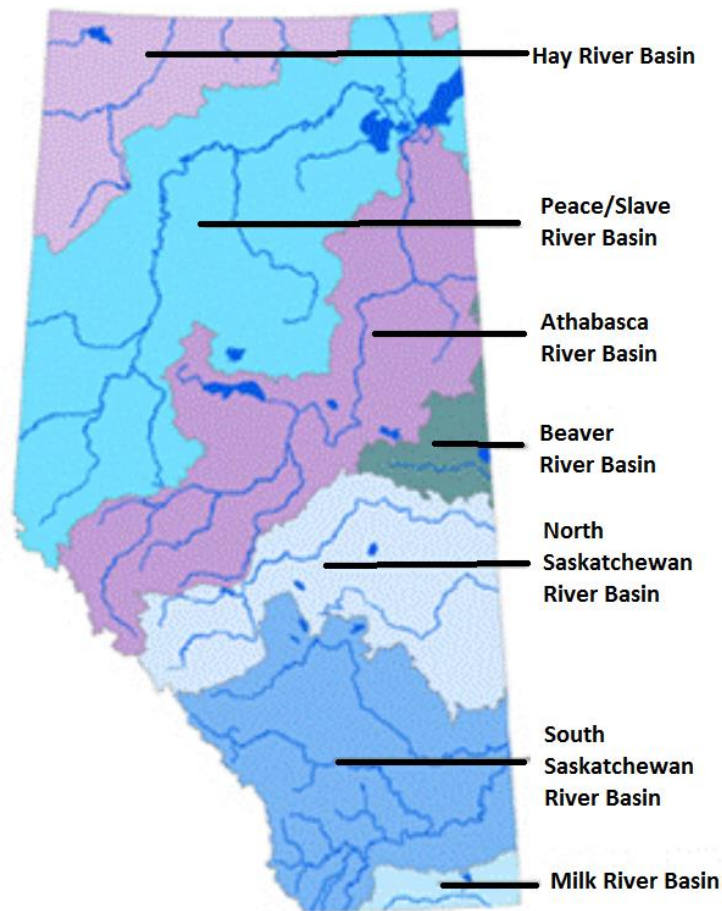 Hay River Basin
Peace/Slave
River Basin
Athabasca
River Basin
Beaver
River Basin
North
Saskatchewan
River Basin
South
Saskatchewan
River Basin
Milk River Basin